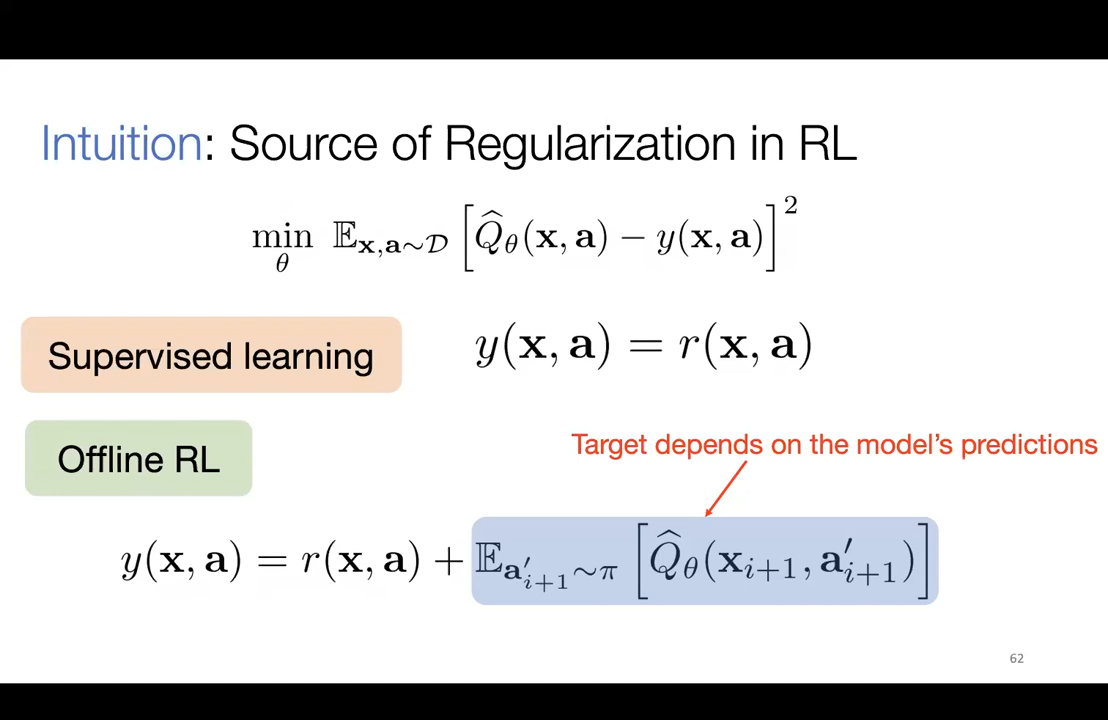 Intuition: Source of Regularization in RL
min_θ 𝔼_{𝐱,𝐚∼𝒟} [Q̂_θ(𝐱, 𝐚) − y(𝐱, 𝐚)]²
Supervised learning
y(𝐱, 𝐚) = r(𝐱, 𝐚)
Offline RL
Target depends on the model’s predictions
y(𝐱, 𝐚) = r(𝐱, 𝐚) + 𝔼_{𝐚′_{i+1}∼π} [Q̂_θ(𝐱_{i+1}, 𝐚′_{i+1})]
62